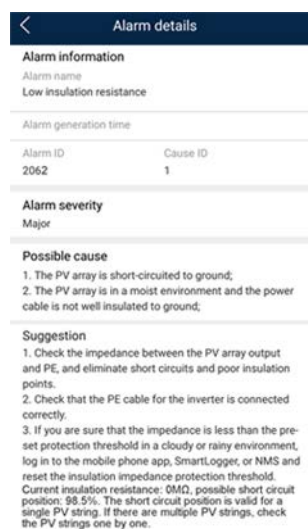 Alarm details
Alarm information
Alarm name
Low insulation resistance
Alarm generation time
Alarm ID Cause ID
2062 1
Alarm severity
Major
Possible cause
1. The PV array is short-circuited to ground;
2. The PV array is in a moist environment and the power
cable is not well insulated to ground;
Suggestion
1. Check the impedance between the PV array output
and PE, and eliminate short circuits and poor insulation
points.
2. Check that the PE cable for the inverter is connected
correctly.
3. If you are sure that the impedance is less than the pre-
set protection threshold in a cloudy or rainy environment,
log in to the mobile phone app, SmartLogger, or NMS and
reset the insulation impedance protection threshold.
Current insulation resistance: 0MΩ, possible short circuit
position: 98.5%. The short circuit position is valid for a
single PV string. If there are multiple PV strings, check
the PV strings one by one.